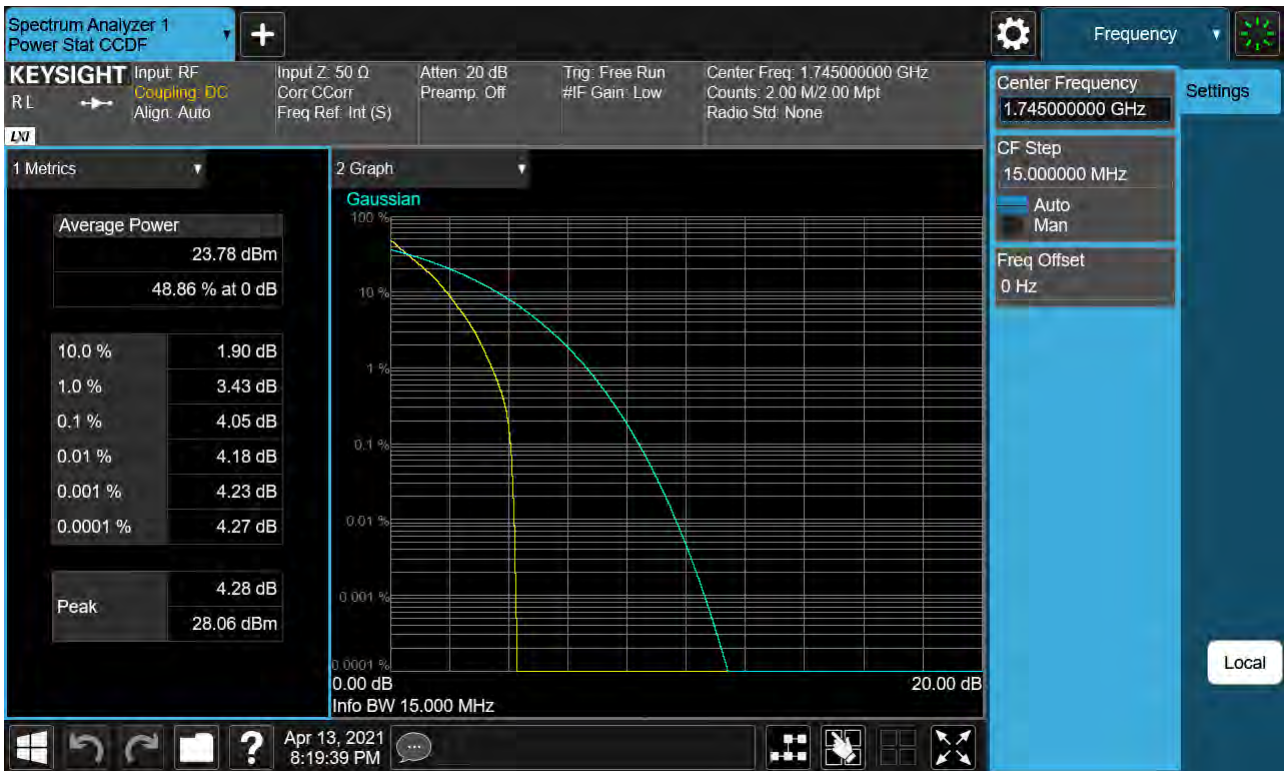 Spectrum Analyzer 1
Power Stat CCDF
+
Frequency
KEYSIGHT
R L
LXI
Input: RF
Coupling: DC
Align: Auto
Input Z: 50 Ω
Corr CCorr
Freq Ref: Int (S)
Atten: 20 dB
Preamp: Off
Trig: Free Run
#IF Gain: Low
Center Freq: 1.745000000 GHz
Counts: 2.00 M/2.00 Mpt
Radio Std: None
Center Frequency
1.745000000 GHz
Settings
CF Step
15.000000 MHz
Auto
Man
Freq Offset
0 Hz
1 Metrics
Average Power
23.78 dBm
48.86 % at 0 dB
10.0 % 1.90 dB
1.0 % 3.43 dB
0.1 % 4.05 dB
0.01 % 4.18 dB
0.001 % 4.23 dB
0.0001 % 4.27 dB
Peak
4.28 dB
28.06 dBm
2 Graph
Gaussian
100 %
10 %
1 %
0.1 %
0.01 %
0.001 %
0.0001 %
0.00 dB 20.00 dB
Info BW 15.000 MHz
Local
?
Apr 13, 2021
8:19:39 PM